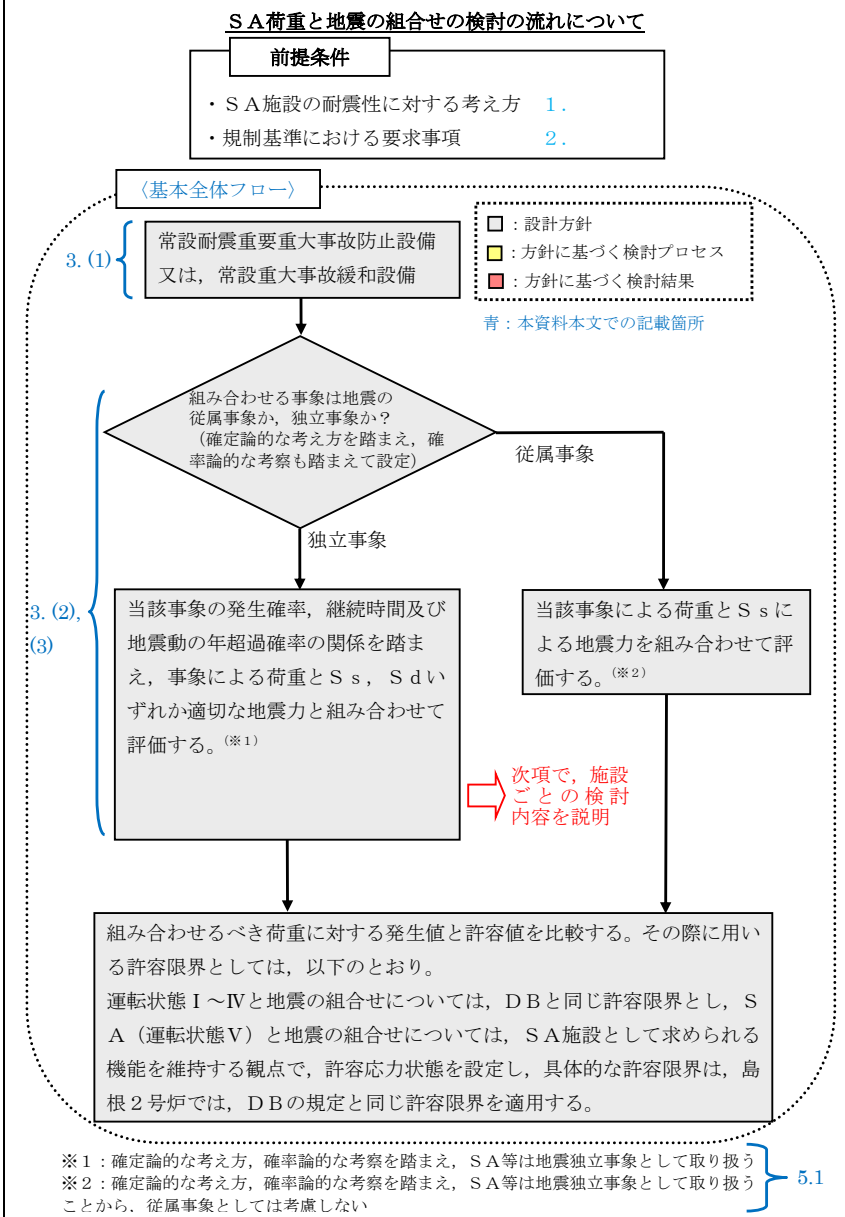 ＳＡ荷重と地震の組合せの検討の流れについて
前提条件
・ＳＡ施設の耐震性に対する考え方　１．
・規制基準における要求事項　２．
〈基本全体フロー〉
3. (1)
常設耐震重要重大事故防止設備
又は，常設重大事故緩和設備
□：設計方針
□：方針に基づく検討プロセス
□：方針に基づく検討結果
青：本資料本文での記載箇所
組み合わせる事象は地震の
従属事象か，独立事象か？
（確定論的な考え方を踏まえ，確
率論的な考察も踏まえて設定）
従属事象
独立事象
3. (2),
(3)
当該事象の発生確率，継続時間及び
地震動の年超過確率の関係を踏ま
え，事象による荷重とＳｓ，Ｓｄい
ずれか適切な地震力と組み合わせて
評価する。(※１)
当該事象による荷重とＳｓに
よる地震力を組み合わせて評
価する。(※２)
次項で，施設
ごとの検討
内容を説明
組み合わせるべき荷重に対する発生値と許容値を比較する。その際に用い
る許容限界としては，以下のとおり。
運転状態Ⅰ～Ⅳと地震の組合せについては，ＤＢと同じ許容限界とし，Ｓ
Ａ（運転状態Ⅴ）と地震の組合せについては，ＳＡ施設として求められる
機能を維持する観点で，許容応力状態を設定し，具体的な許容限界は，島
根２号炉では，ＤＢの規定と同じ許容限界を適用する。
※１：確定論的な考え方，確率論的な考察を踏まえ，ＳＡ等は地震独立事象として取り扱う
※２：確定論的な考え方，確率論的な考察を踏まえ，ＳＡ等は地震独立事象として取り扱う
ことから，従属事象としては考慮しない
5.1